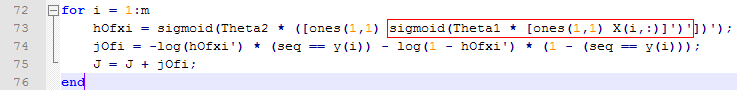 72 for i = 1:m
73 hOfxi = sigmoid(Theta2 * ([ones(1,1) sigmoid(Theta1 * [ones(1,1) X(i,:)]')'])');
74 jOfi = -log(hOfxi') * (seq == y(i)) - log(1 - hOfxi') * (1 - (seq == y(i)));
75 J = J + jOfi;
76 end